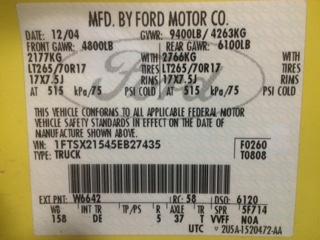 MFD. BY FORD MOTOR CO.
DATE: 12/04 GVWR: 9400LB/ 4263KG
FRONT GAWR: 4800LB REAR GAWR: 6100LB
2177KG WITH 2766KG WITH
LT265/70R17 TIRES LT265/70R17 TIRES
17X7.5J RIMS 17X7.5J RIMS
AT 515 kPa/75 PSI COLD AT 515 kPa/75 PSI COLD
THIS VEHICLE CONFORMS TO ALL APPLICABLE FEDERAL MOTOR
VEHICLE SAFETY STANDARDS IN EFFECT ON THE DATE OF
MANUFACTURE SHOWN ABOVE.
VIN: 1FTSX21545EB27435 F0260
TYPE: TRUCK T0808
EXT PNT: W6642 RC: 58 DSO: 6120
WB INT TR TP/PS R AXLE TR SPR 5F714
158 DE 5 37 T VVFF N0A
UTC 2U5A-1520472-AA
Ford